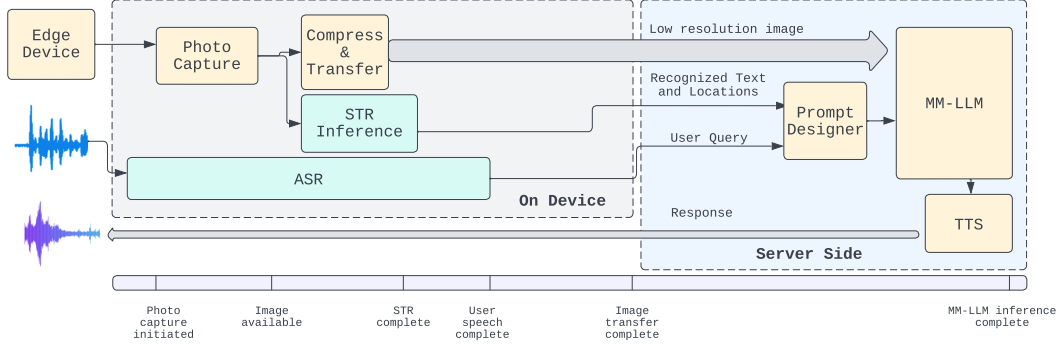 Edge
Device
Photo
Capture
Compress
&
Transfer
STR
Inference
ASR
On Device
Low resolution image
Recognized Text
and Locations
User Query
Prompt
Designer
MM-LLM
TTS
Response
Server Side
Photo
capture
initiated
Image
available
STR
complete
User
speech
complete
Image
transfer
complete
MM-LLM inference
complete